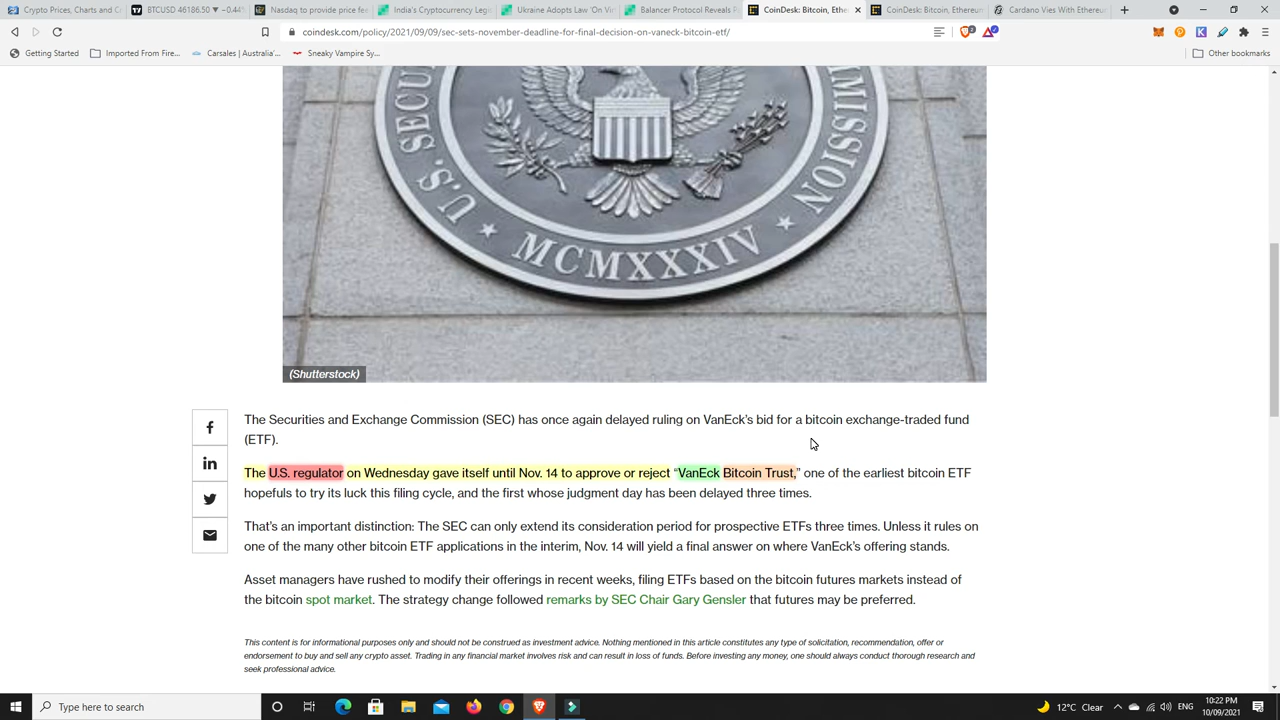 Crypto Prices, Charts and C
BTCUSD 46186.50 ▼ −0.44
Nasdaq to provide price fee
India's Cryptocurrency Legi
Ukraine Adopts Law 'On Vir
Balancer Protocol Reveals P
CoinDesk: Bitcoin, Ethe
CoinDesk: Bitcoin, Ethereum
Cardano Vies With Ethereu
coindesk.com/policy/2021/09/09/sec-sets-november-deadline-for-final-decision-on-vaneck-bitcoin-etf/
Getting Started
Imported From Fire...
Carsales | Australia'...
Sneaky Vampire Sy...
Other bookmarks
U.S. SECU
MMISSION
MCMXXXIV
(Shutterstock)
The Securities and Exchange Commission (SEC) has once again delayed ruling on VanEck's bid for a bitcoin exchange-traded fund
(ETF).
The U.S. regulator on Wednesday gave itself until Nov. 14 to approve or reject “VanEck Bitcoin Trust,” one of the earliest bitcoin ETF
hopefuls to try its luck this filing cycle, and the first whose judgment day has been delayed three times.
That's an important distinction: The SEC can only extend its consideration period for prospective ETFs three times. Unless it rules on
one of the many other bitcoin ETF applications in the interim, Nov. 14 will yield a final answer on where VanEck's offering stands.
Asset managers have rushed to modify their offerings in recent weeks, filing ETFs based on the bitcoin futures markets instead of
the bitcoin spot market. The strategy change followed remarks by SEC Chair Gary Gensler that futures may be preferred.
This content is for informational purposes only and should not be construed as investment advice. Nothing mentioned in this article constitutes any type of solicitation, recommendation, offer or
endorsement to buy and sell any crypto asset. Trading in any financial market involves risk and can result in loss of funds. Before investing any money, one should always conduct thorough research and
seek professional advice.
Type here to search
12°C Clear
ENG
10:22 PM
10/09/2021